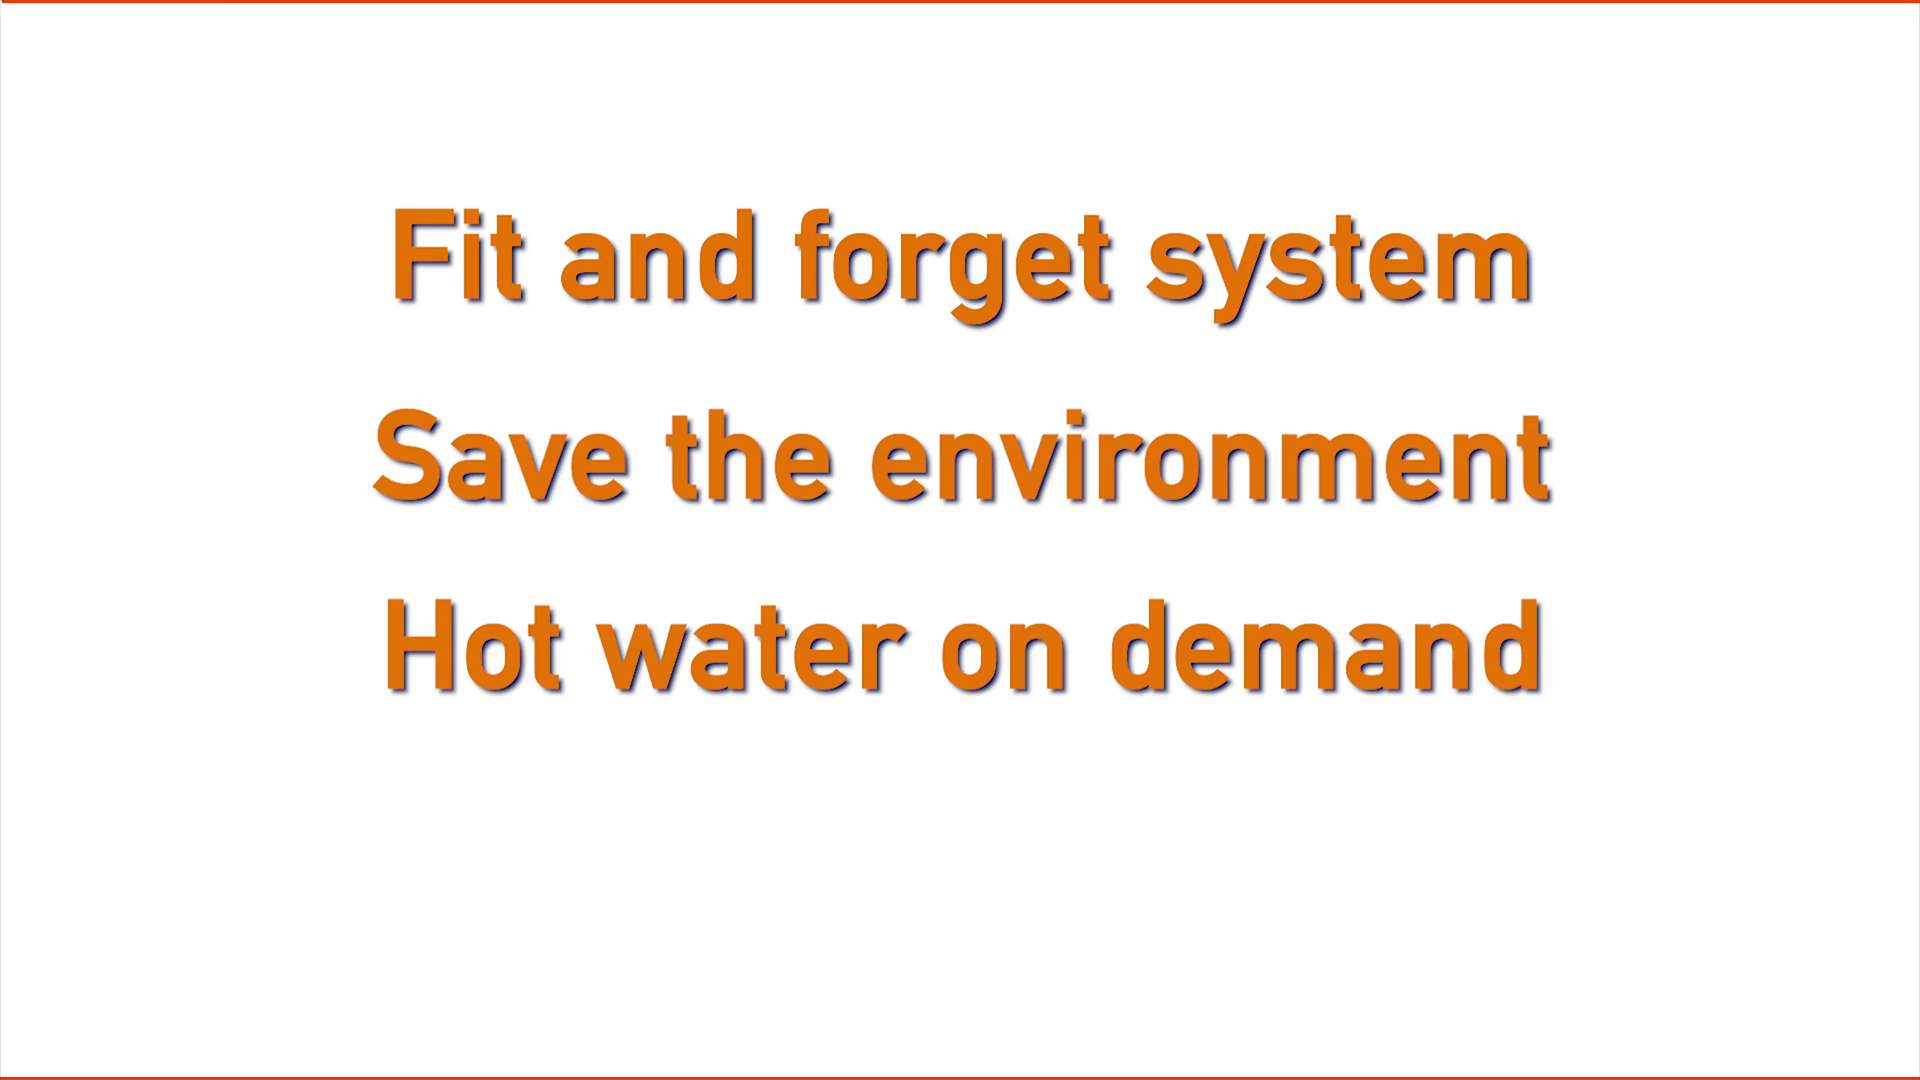 Fit and forget system
Save the environment
Hot water on demand